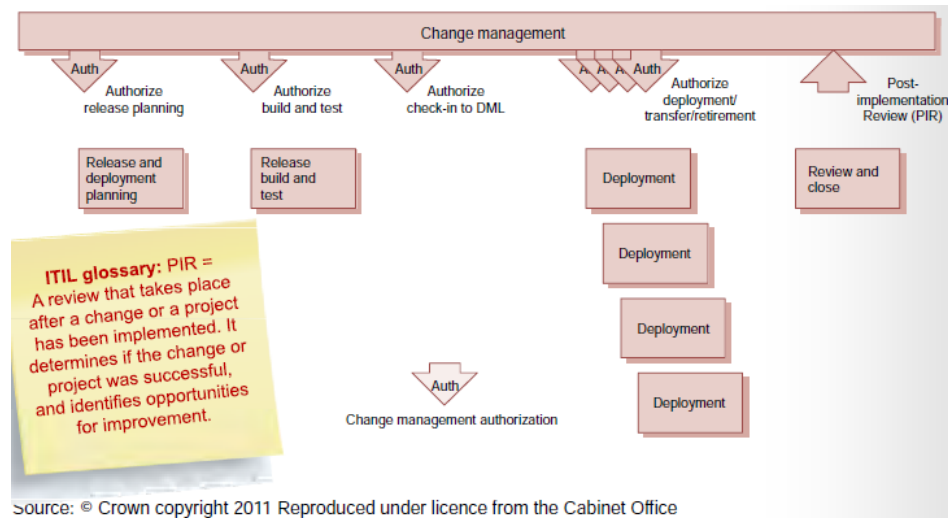 Change management
Auth
Auth
Auth
A
A
A
Auth
Authorize
release planning
Authorize
build and test
Authorize
check-in to DML
Authorize
deployment/
transfer/retirement
Post-
implementation
Review (PIR)
Release and
deployment
planning
Release
build and
test
Deployment
Review and
close
Deployment
Deployment
Deployment
ITIL glossary: PIR =
A review that takes place
after a change or a project
has been implemented. It
determines if the change or
project was successful,
and identifies opportunities
for improvement.
Auth
Change management authorization
Source: © Crown copyright 2011 Reproduced under licence from the Cabinet Office